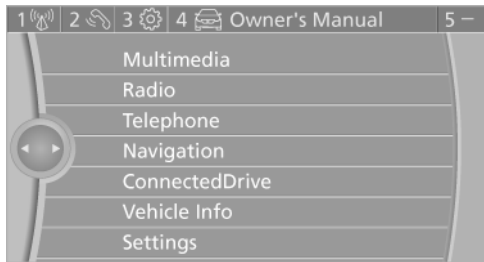 1 2 3 4 Owner's Manual 5 –
Multimedia
Radio
Telephone
Navigation
ConnectedDrive
Vehicle Info
Settings